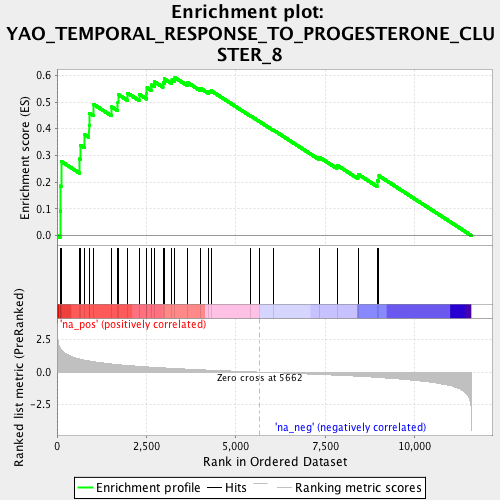 Enrichment plot:
YAO_TEMPORAL_RESPONSE_TO_PROGESTERONE_CLU
STER_8
Enrichment score (ES)
0.6
0.5
0.4
0.3
0.2
0.1
0.0
'na_pos' (positively correlated)
Ranked list metric (PreRanked)
2.5
0.0
-2.5
Zero cross at 5662
'na_neg' (negatively correlated)
0
2,500
5,000
7,500
10,000
Rank in Ordered Dataset
Enrichment profile
Hits
Ranking metric scores